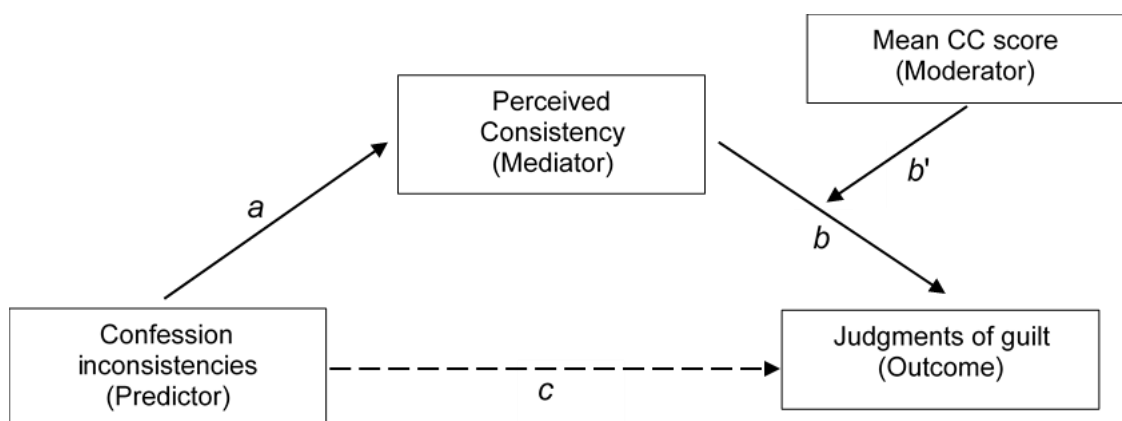 Mean CC score
(Moderator)
Perceived
Consistency
(Mediator)
b'
a
b
Confession
inconsistencies
(Predictor)
Judgments of guilt
(Outcome)
c